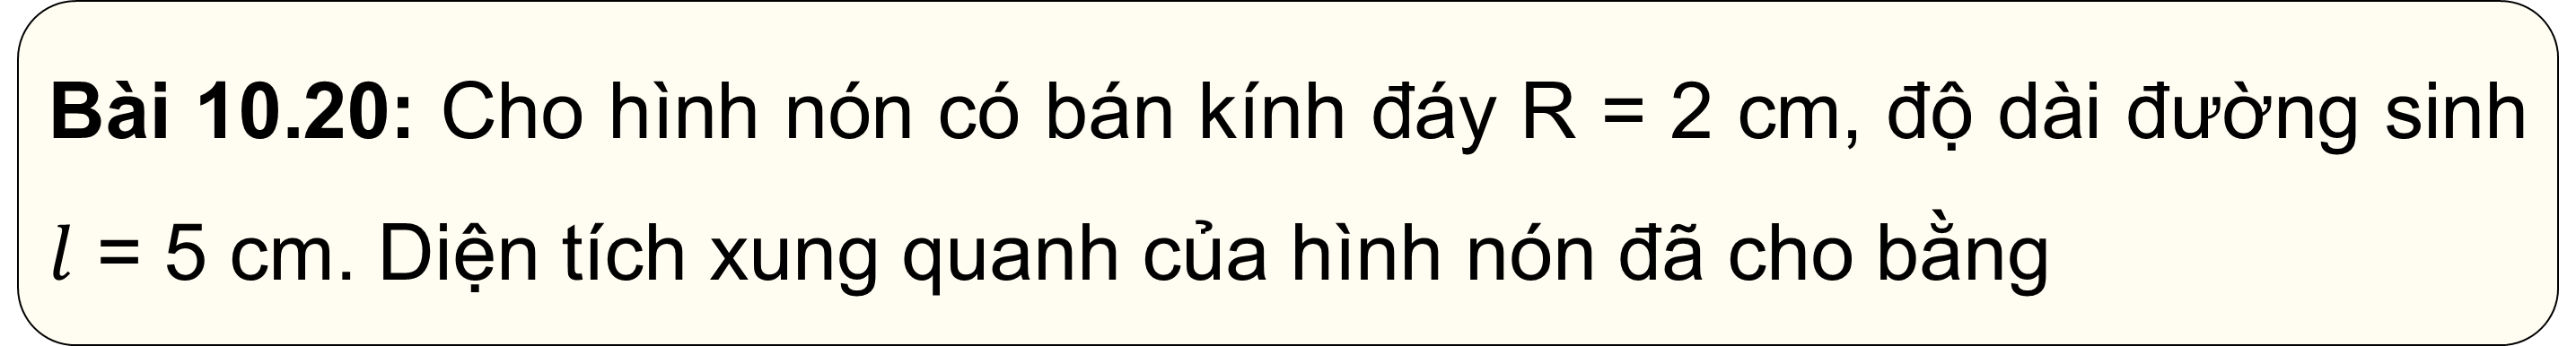 Bài 10.20: Cho hình nón có bán kính đáy R = 2 cm, độ dài đường sinh
l = 5 cm. Diện tích xung quanh của hình nón đã cho bằng